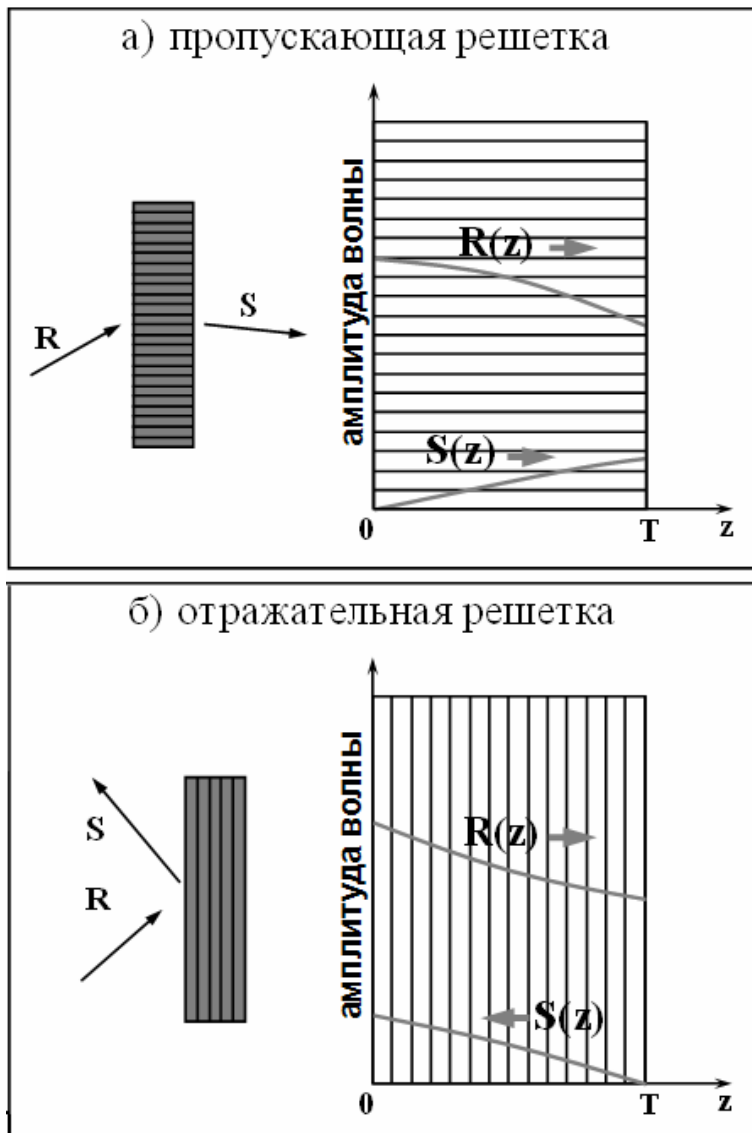 а) пропускающая решетка
амплитуда волны
R(z)
S
R
S(z)
0
T
z
б) отражательная решетка
амплитуда волны
S
R(z)
R
S(z)
0
T
z